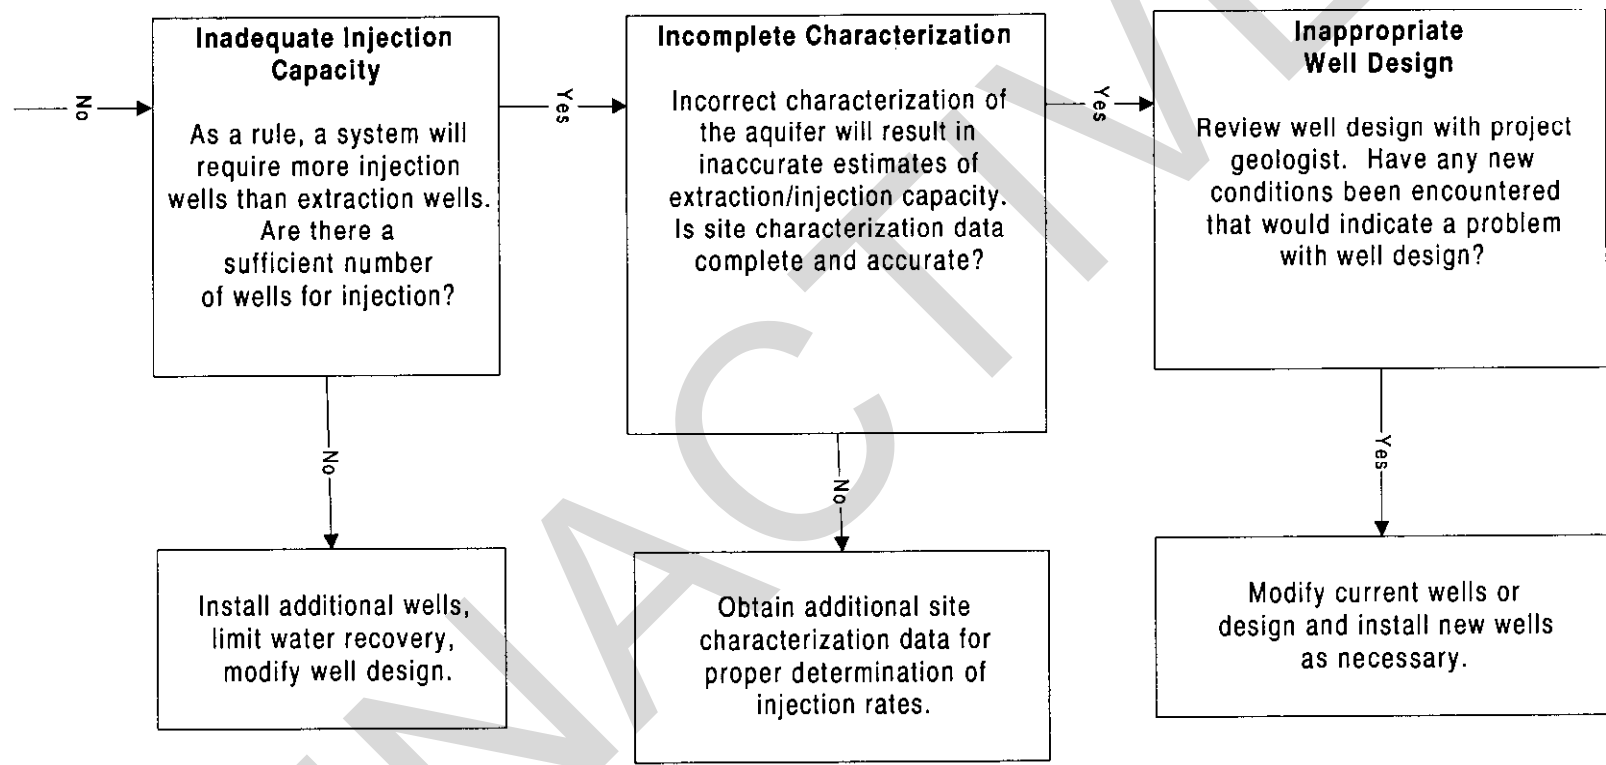 No
Inadequate Injection
Capacity
As a rule, a system will
require more injection
wells than extraction wells.
Are there a
sufficient number
of wells for injection?
Yes
Incomplete Characterization
Incorrect characterization of
the aquifer will result in
inaccurate estimates of
extraction/injection capacity.
Is site characterization data
complete and accurate?
Yes
Inappropriate
Well Design
Review well design with project
geologist. Have any new
conditions been encountered
that would indicate a problem
with well design?
No
No
Yes
Install additional wells,
limit water recovery,
modify well design.
Obtain additional site
characterization data for
proper determination of
injection rates.
Modify current wells or
design and install new wells
as necessary.
INACTIVE